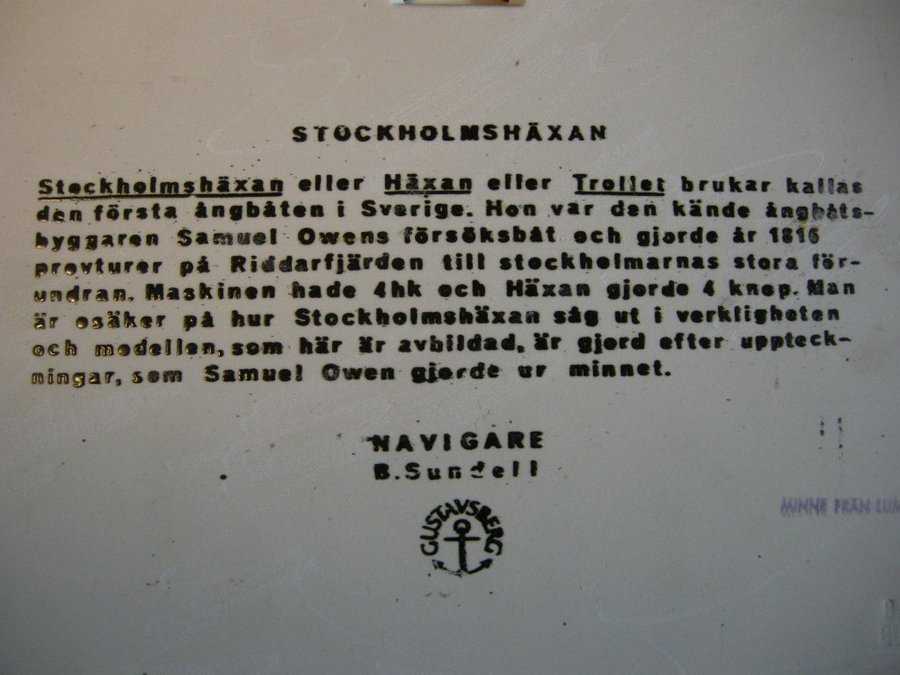 STOCKHOLMSHÄXAN
Stockholmshäxan eller Häxan eller Trollet brukar kallas
den första ångbåten i Sverige. Hon var den kände ångbåts-
byggaren Samuel Owens försöksbåt och gjorde år 1816
provturer på Riddarfjärden till stockholmarnas stora för-
undran. Maskinen hade 4hk och Häxan gjorde 4 knop. Man
är osäker på hur Stockholmshäxan såg ut i verkligheten
och modellen, som här är avbildad, är gjord efter uppteck-
ningar, som Samuel Owen gjorde ur minnet.
NAVIGARE
B. Sundell
GUSTAVSBERG
MINNE FRÅN